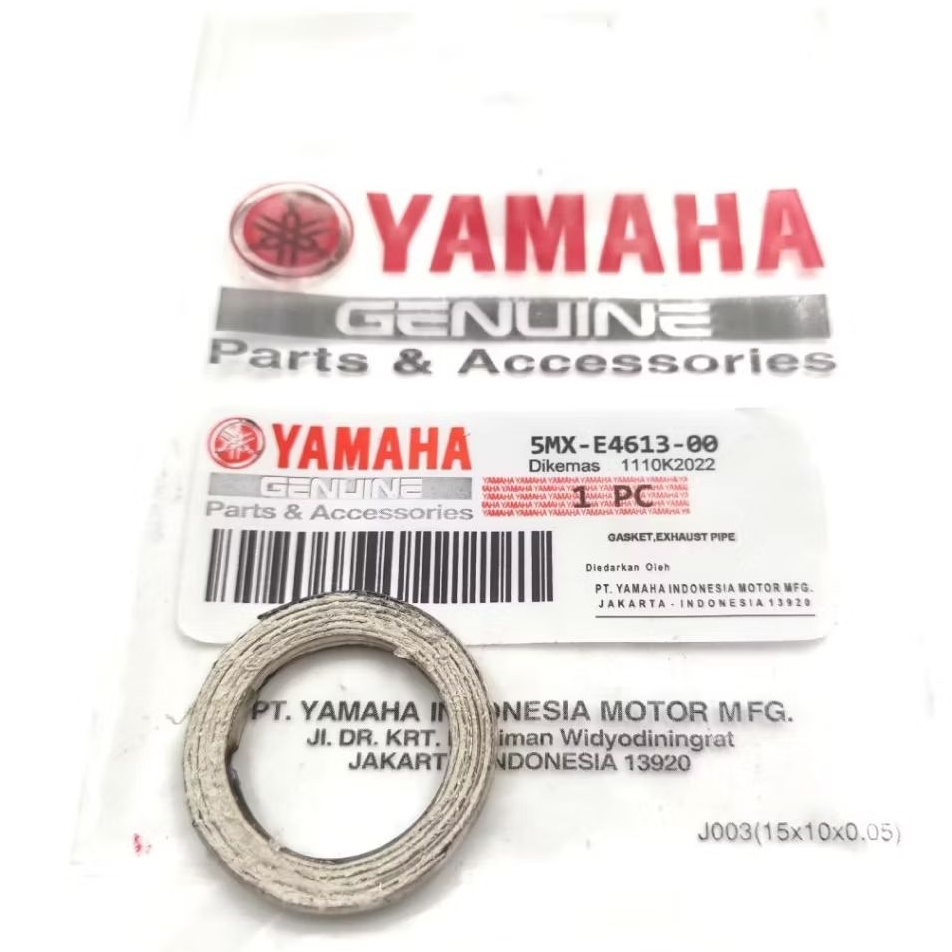 YAMAHA
GENUINE
Parts & Accessories
YAMAHA
GENUINE
Parts & Accessories
5MX-E4613-00
Dikemas 1110K2022
1 PC
GASKET,EXHAUST PIPE
Diedarkan Oleh
PT. YAMAHA INDONESIA MOTOR MFG.
JAKARTA - INDONESIA 13920
PT. YAMAHA IN ONESIA MOTOR MFG.
Jl. DR. KRT. iman Widyodiningrat
JAKART NDONESIA 13920
J003(15x10x0.05)